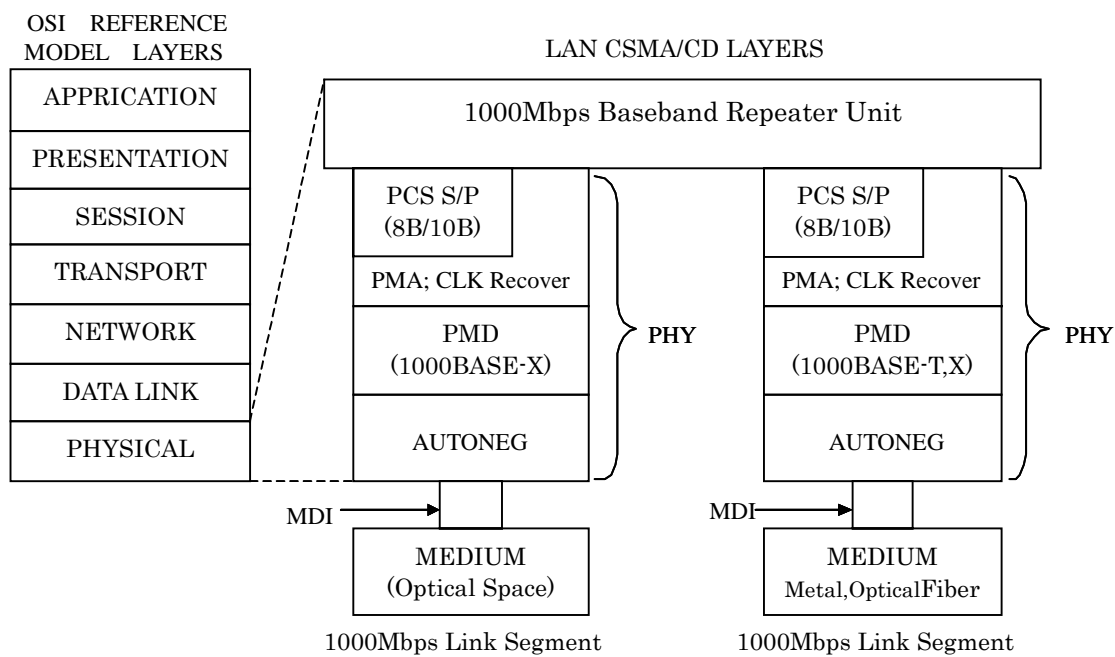 OSI REFERENCE
MODEL LAYERS
APPRICATION
PRESENTATION
SESSION
TRANSPORT
NETWORK
DATA LINK
PHYSICAL
LAN CSMA/CD LAYERS
1000Mbps Baseband Repeater Unit
PCS S/P
(8B/10B)
PMA; CLK Recover
PMD
(1000BASE-X)
AUTONEG
PHY
MDI
MEDIUM
(Optical Space)
1000Mbps Link Segment
PCS S/P
(8B/10B)
PMA; CLK Recover
PMD
(1000BASE-T,X)
AUTONEG
PHY
MDI
MEDIUM
Metal,OpticalFiber
1000Mbps Link Segment